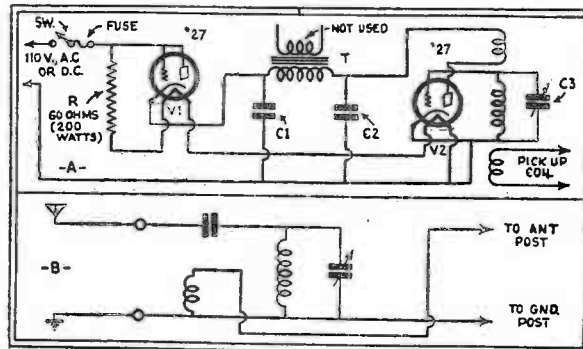 SW.
FUSE
'27
NOT USED
T
'27
110 V., A.C
OR D.C.
R
60 OHMS
(200
WATTS)
V1
C1
C2
C3
V2
-A-
PICK UP
COIL
-B-
TO ANT
POST
TO GND.
POST